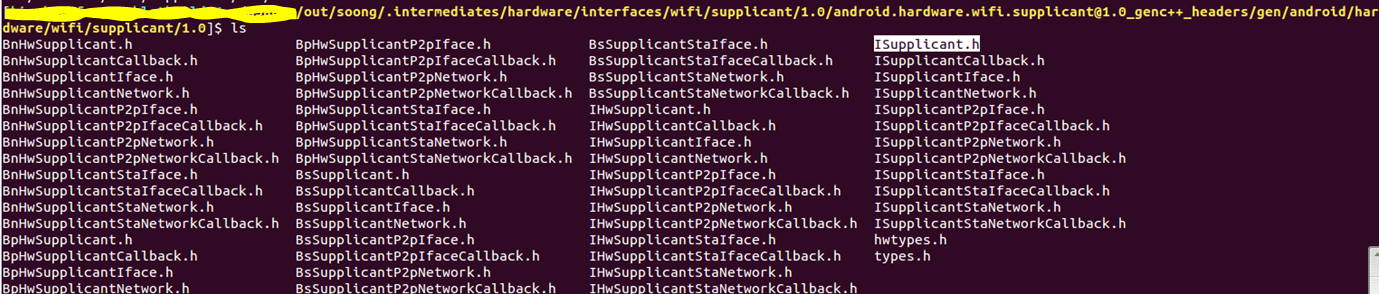 /out/soong/.intermediates/hardware/interfaces/wifi/supplicant/1.0/android.hardware.wifi.supplicant@1.0_genc++_headers/gen/android/har
dware/wifi/supplicant/1.0]$ ls
BnHwSupplicant.h BpHwSupplicantP2pIface.h BsSupplicantStaIface.h ISupplicant.h
BnHwSupplicantCallback.h BpHwSupplicantP2pIfaceCallback.h BsSupplicantStaIfaceCallback.h ISupplicantCallback.h
BnHwSupplicantIface.h BpHwSupplicantP2pNetwork.h BsSupplicantStaNetwork.h ISupplicantIface.h
BnHwSupplicantNetwork.h BpHwSupplicantP2pNetworkCallback.h BsSupplicantStaNetworkCallback.h ISupplicantNetwork.h
BnHwSupplicantP2pIface.h BpHwSupplicantStaIface.h IHwSupplicant.h ISupplicantP2pIface.h
BnHwSupplicantP2pIfaceCallback.h BpHwSupplicantStaIfaceCallback.h IHwSupplicantCallback.h ISupplicantP2pIfaceCallback.h
BnHwSupplicantP2pNetwork.h BpHwSupplicantStaNetwork.h IHwSupplicantIface.h ISupplicantP2pNetwork.h
BnHwSupplicantP2pNetworkCallback.h BpHwSupplicantStaNetworkCallback.h IHwSupplicantNetwork.h ISupplicantP2pNetworkCallback.h
BnHwSupplicantStaIface.h BsSupplicant.h IHwSupplicantP2pIface.h ISupplicantStaIface.h
BnHwSupplicantStaIfaceCallback.h BsSupplicantCallback.h IHwSupplicantP2pIfaceCallback.h ISupplicantStaIfaceCallback.h
BnHwSupplicantStaNetwork.h BsSupplicantIface.h IHwSupplicantP2pNetwork.h ISupplicantStaNetwork.h
BnHwSupplicantStaNetworkCallback.h BsSupplicantNetwork.h IHwSupplicantP2pNetworkCallback.h ISupplicantStaNetworkCallback.h
BpHwSupplicant.h BsSupplicantP2pIface.h IHwSupplicantStaIface.h hwtypes.h
BpHwSupplicantCallback.h BsSupplicantP2pIfaceCallback.h IHwSupplicantStaIfaceCallback.h types.h
BpHwSupplicantIface.h BsSupplicantP2pNetwork.h IHwSupplicantStaNetwork.h
BpHwSupplicantNetwork.h BsSupplicantP2pNetworkCallback.h IHwSupplicantStaNetworkCallback.h